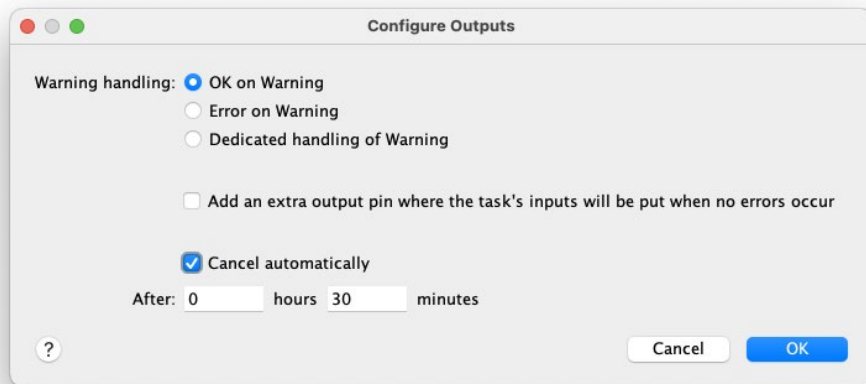 Configure Outputs
Warning handling: OK on Warning
Error on Warning
Dedicated handling of Warning
Add an extra output pin where the task's inputs will be put when no errors occur
Cancel automatically
After: 0 hours 30 minutes
? Cancel OK